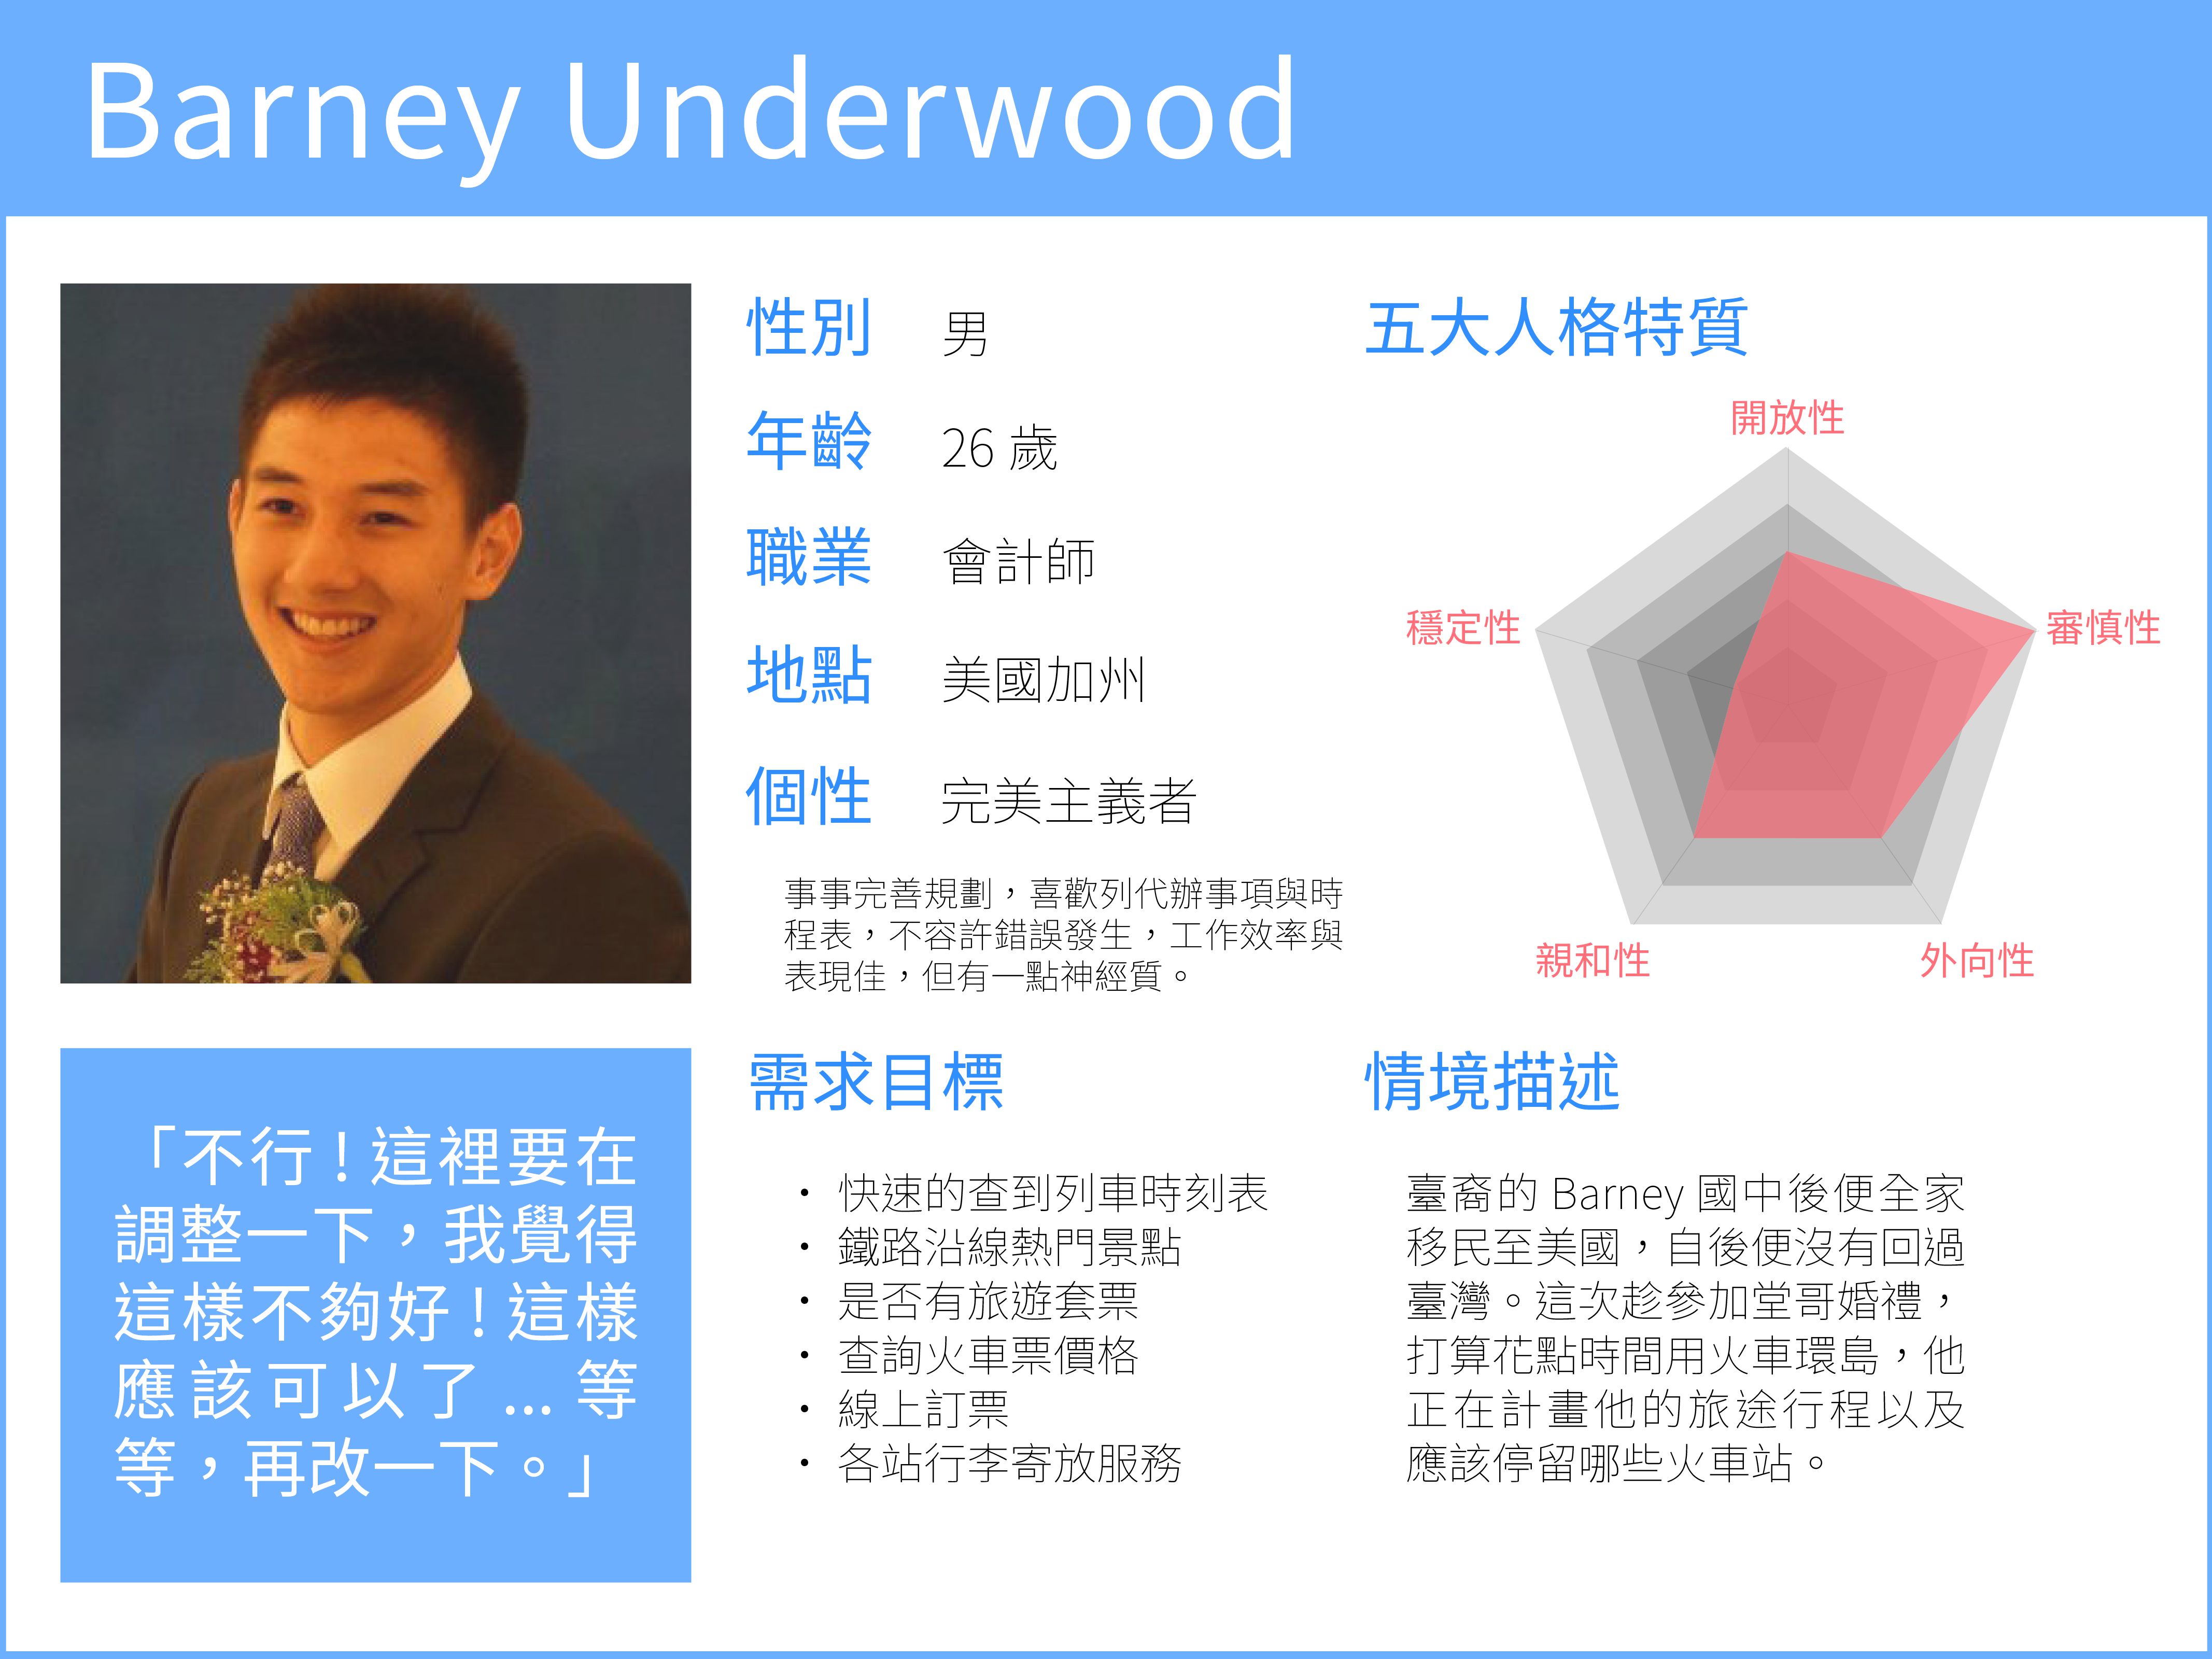 Barney Underwood
性別 男
年齡 26 歲
職業 會計師
地點 美國加州
個性 完美主義者
事事完善規劃，喜歡列代辦事項與時
程表，不容許錯誤發生，工作效率與
表現佳，但有一點神經質。
五大人格特質
開放性
穩定性
審慎性
親和性
外向性
「不行！這裡要在
調整一下，我覺得
這樣不夠好！這樣
應該可以了...等
等，再改一下。」
需求目標
• 快速的查到列車時刻表
• 鐵路沿線熱門景點
• 是否有旅遊套票
• 查詢火車票價格
• 線上訂票
• 各站行李寄放服務
情境描述
臺裔的 Barney 國中後便全家
移民至美國，自後便沒有回過
臺灣。這次趁參加堂哥婚禮，
打算花點時間用火車環島，他
正在計畫他的旅途行程以及
應該停留哪些火車站。